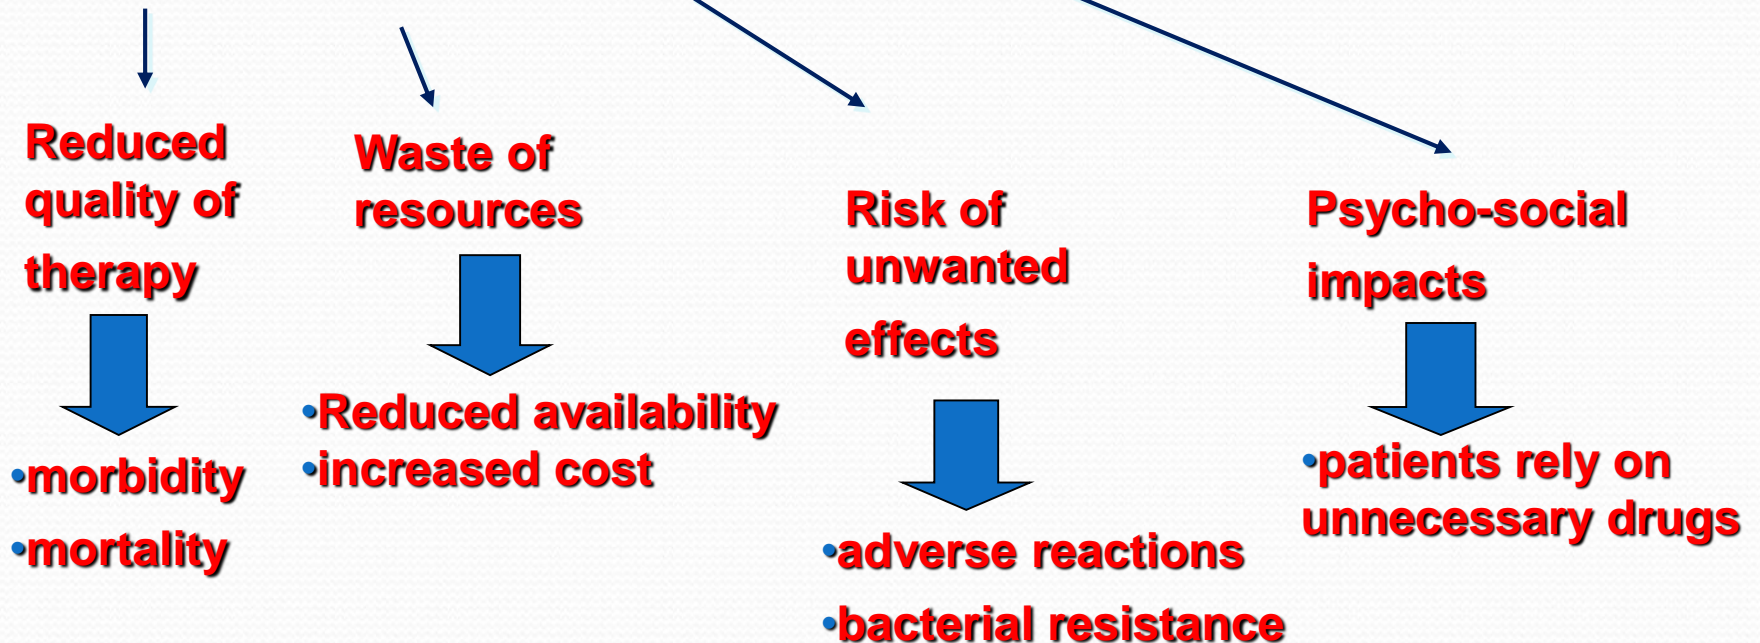 Reduced
quality of
therapy
•morbidity
•mortality
Waste of
resources
•Reduced availability
•increased cost
Risk of
unwanted
effects
•adverse reactions
•bacterial resistance
Psycho-social
impacts
•patients rely on
unnecessary drugs